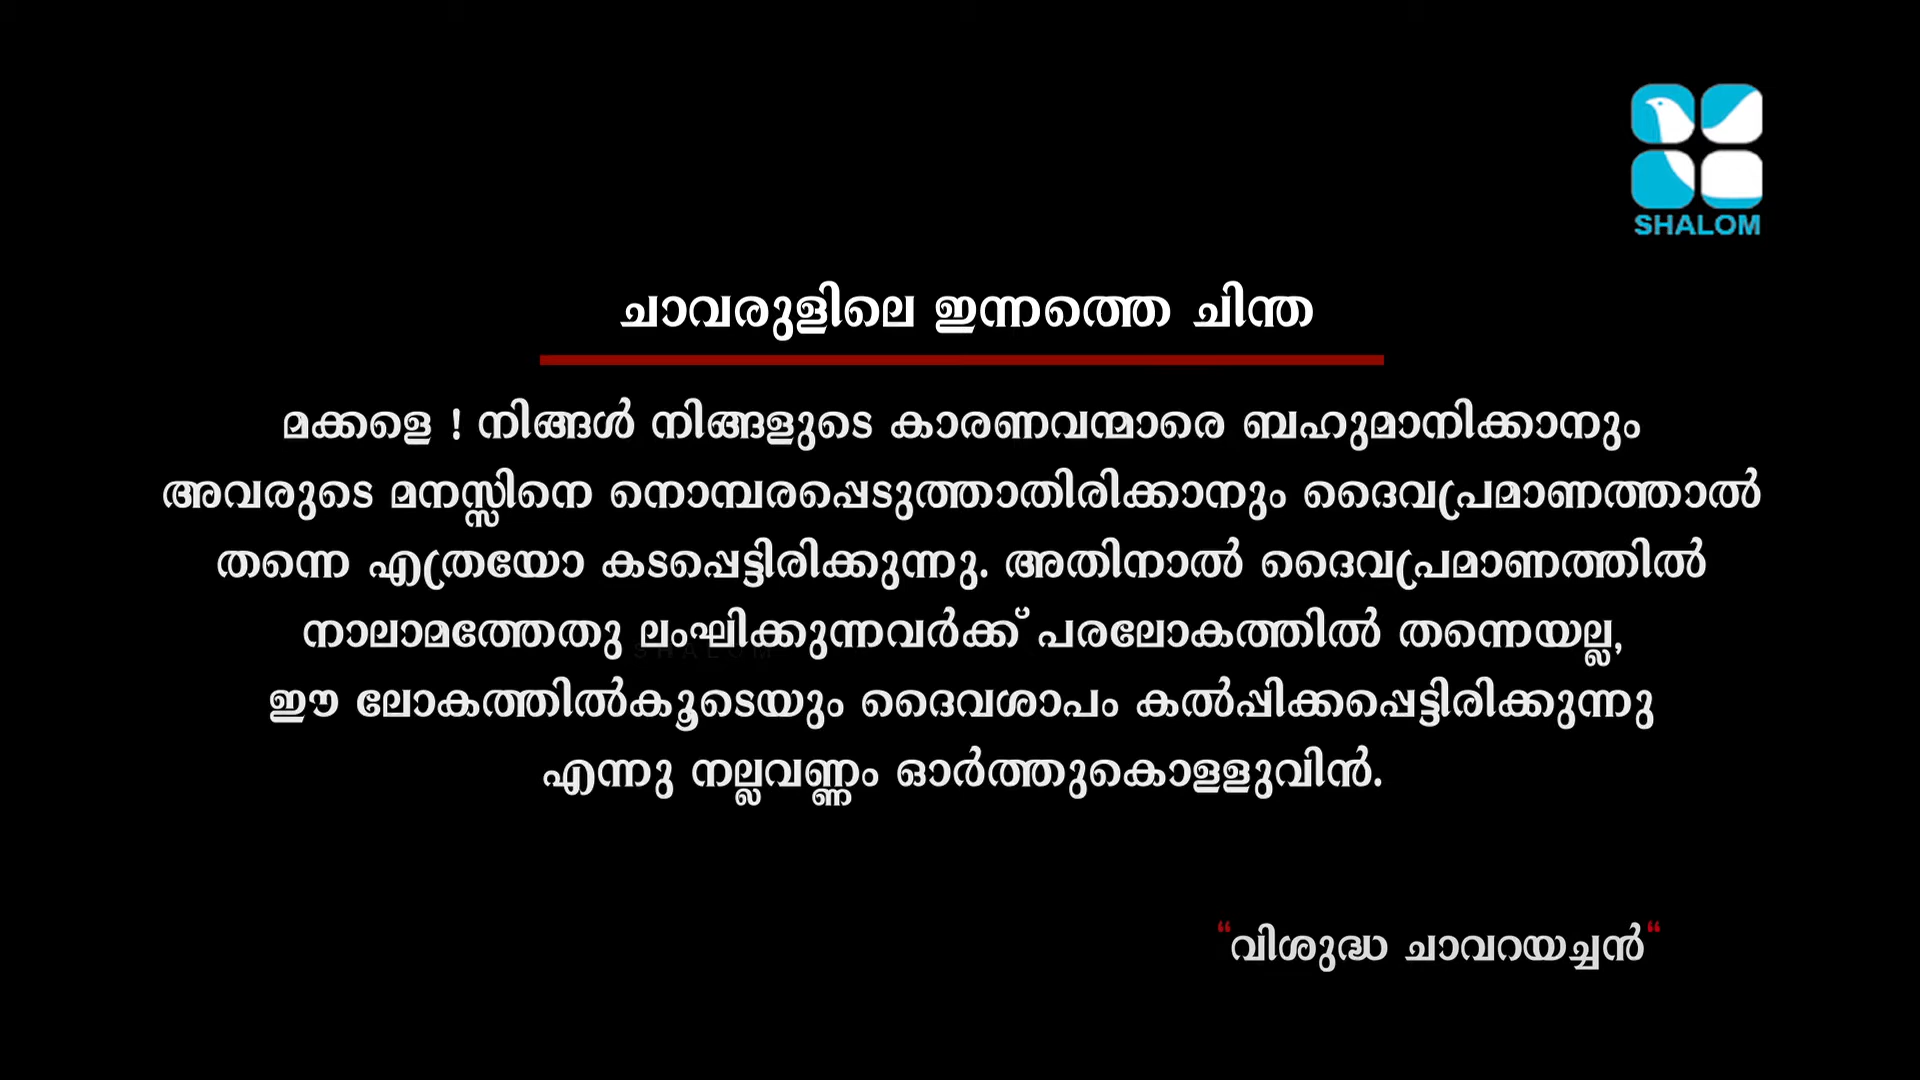 SHALOM
ചാവരുളിലെ ഇന്നത്തെ ചിന്ത
മക്കളെ ! നിങ്ങൾ നിങ്ങളുടെ കാരണവന്മാരെ ബഹുമാനിക്കാനും
അവരുടെ മനസ്സിനെ നൊമ്പരപ്പെടുത്താതിരിക്കാനും ദൈവപ്രമാണത്താൽ
തന്നെ എത്രയോ കടപ്പെട്ടിരിക്കുന്നു. അതിനാൽ ദൈവപ്രമാണത്തിൽ
നാലാമത്തേതു ലംഘിക്കുന്നവർക്ക് പരലോകത്തിൽ തന്നെയല്ല,
SHALOM
ഈ ലോകത്തിൽകൂടെയും ദൈവശാപം കൽപ്പിക്കപ്പെട്ടിരിക്കുന്നു
എന്നു നല്ലവണ്ണം ഓർത്തുകൊളളുവിൻ.
“വിശുദ്ധ ചാവറയച്ചൻ“